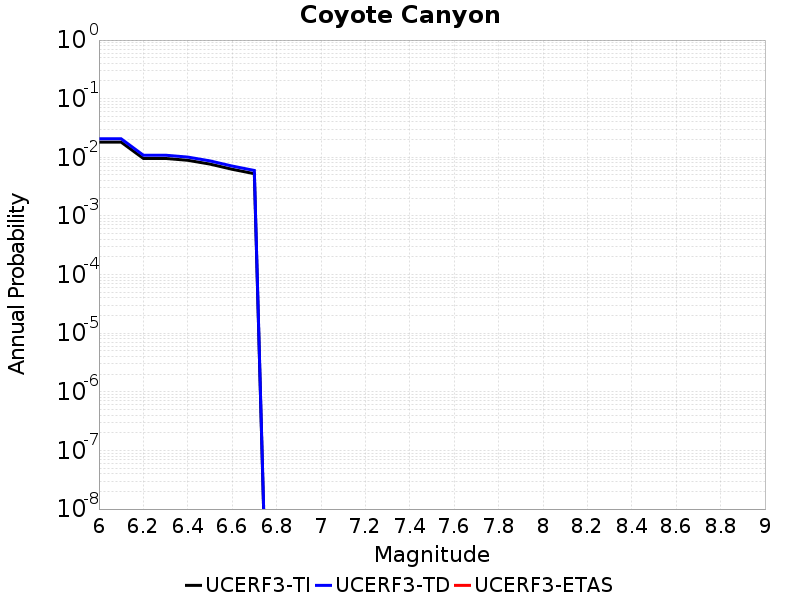 Coyote Canyon
10^0
10^-1
10^-2
10^-3
10^-4
10^-5
10^-6
10^-7
10^-8
Annual Probability
6 6.2 6.4 6.6 6.8 7 7.2 7.4 7.6 7.8 8 8.2 8.4 8.6 8.8 9
Magnitude
UCERF3-TI UCERF3-TD UCERF3-ETAS